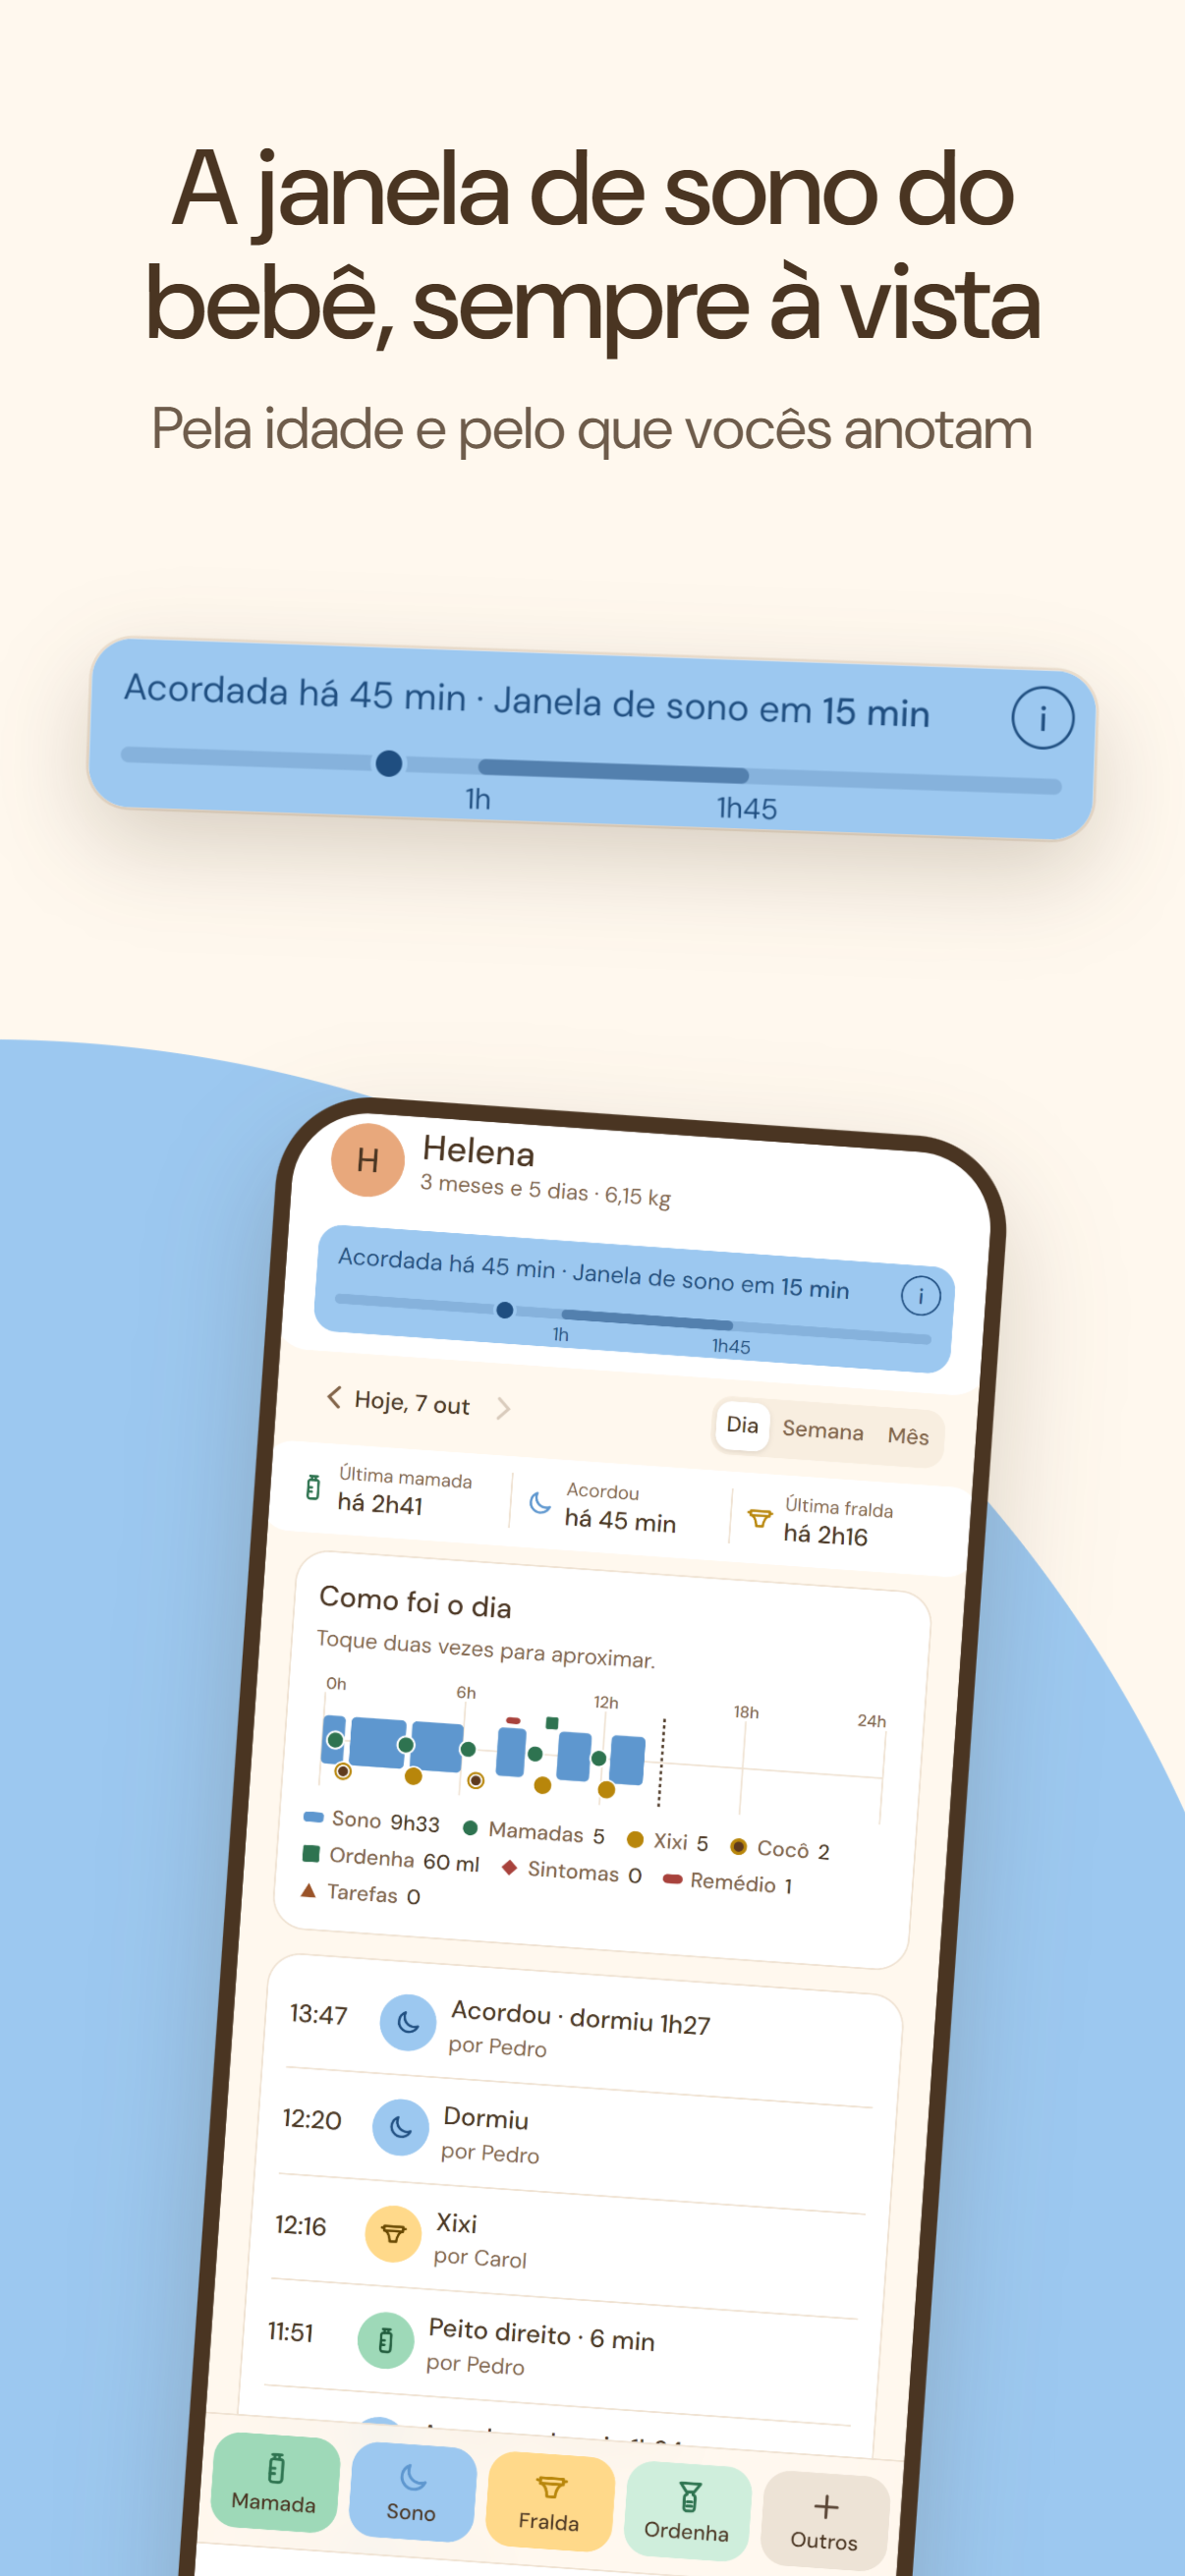 A janela de sono do
bebê, sempre à vista
Pela idade e pelo que vocês anotam
Acordada há 45 min · Janela de sono em 15 min
i
1h
1h45
H
Helena
3 meses e 5 dias · 6,15 kg
Acordada há 45 min · Janela de sono em 15 min
i
1h
1h45
Hoje, 7 out
Dia
Semana
Mês
Última mamada
há 2h41
Acordou
há 45 min
Última fralda
há 2h16
Como foi o dia
Toque duas vezes para aproximar.
0h
6h
12h
18h
24h
Sono 9h33
Mamadas 5
Xixi 5
Cocô 2
Ordenha 60 ml
Sintomas 0
Remédio 1
Tarefas 0
13:47
Acordou · dormiu 1h27
por Pedro
12:20
Dormiu
por Pedro
12:16
Xixi
por Carol
11:51
Peito direito · 6 min
por Pedro
Mamada
Sono
Fralda
Ordenha
Outros